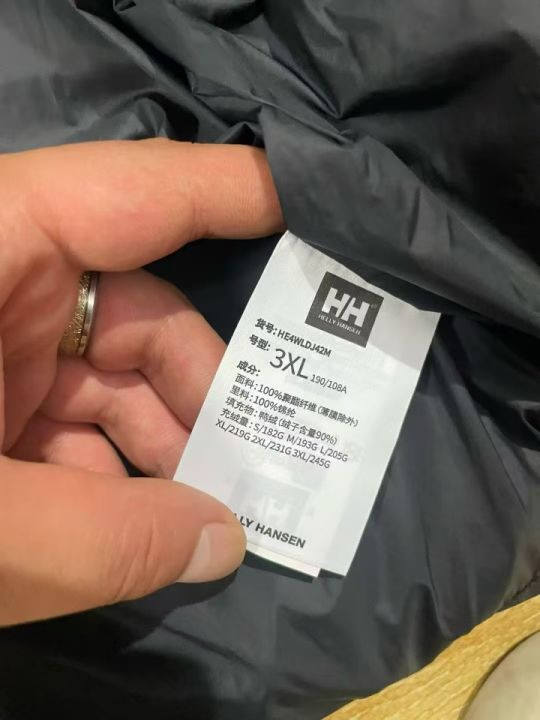 HH
HELLY HANSEN
货号: HE4WLDJ42M
号型: 3XL 190/108A
成分:
面料: 100%聚酯纤维 (薄膜除外)
里料: 100%锦纶
填充物: 鸭绒 (绒子含量90%)
充绒量: S/182G M/193G L/205G
XL/219G 2XL/231G 3XL/245G
LY HANSEN